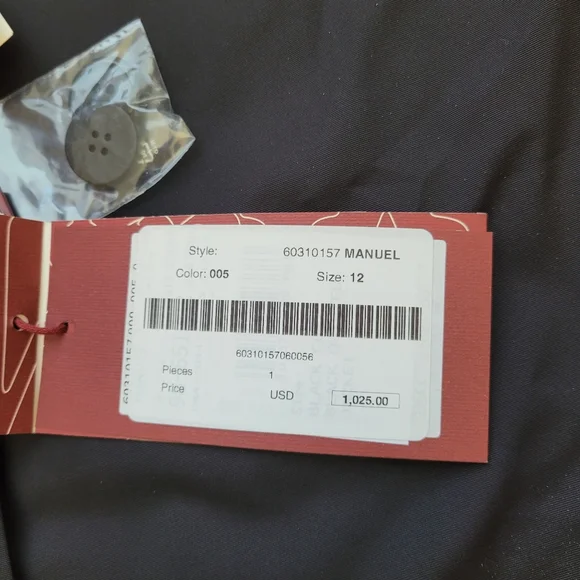 Style: 60310157 MANUEL
Color: 005 Size: 12
60310157060056
Pieces 1
Price USD 1,025.00